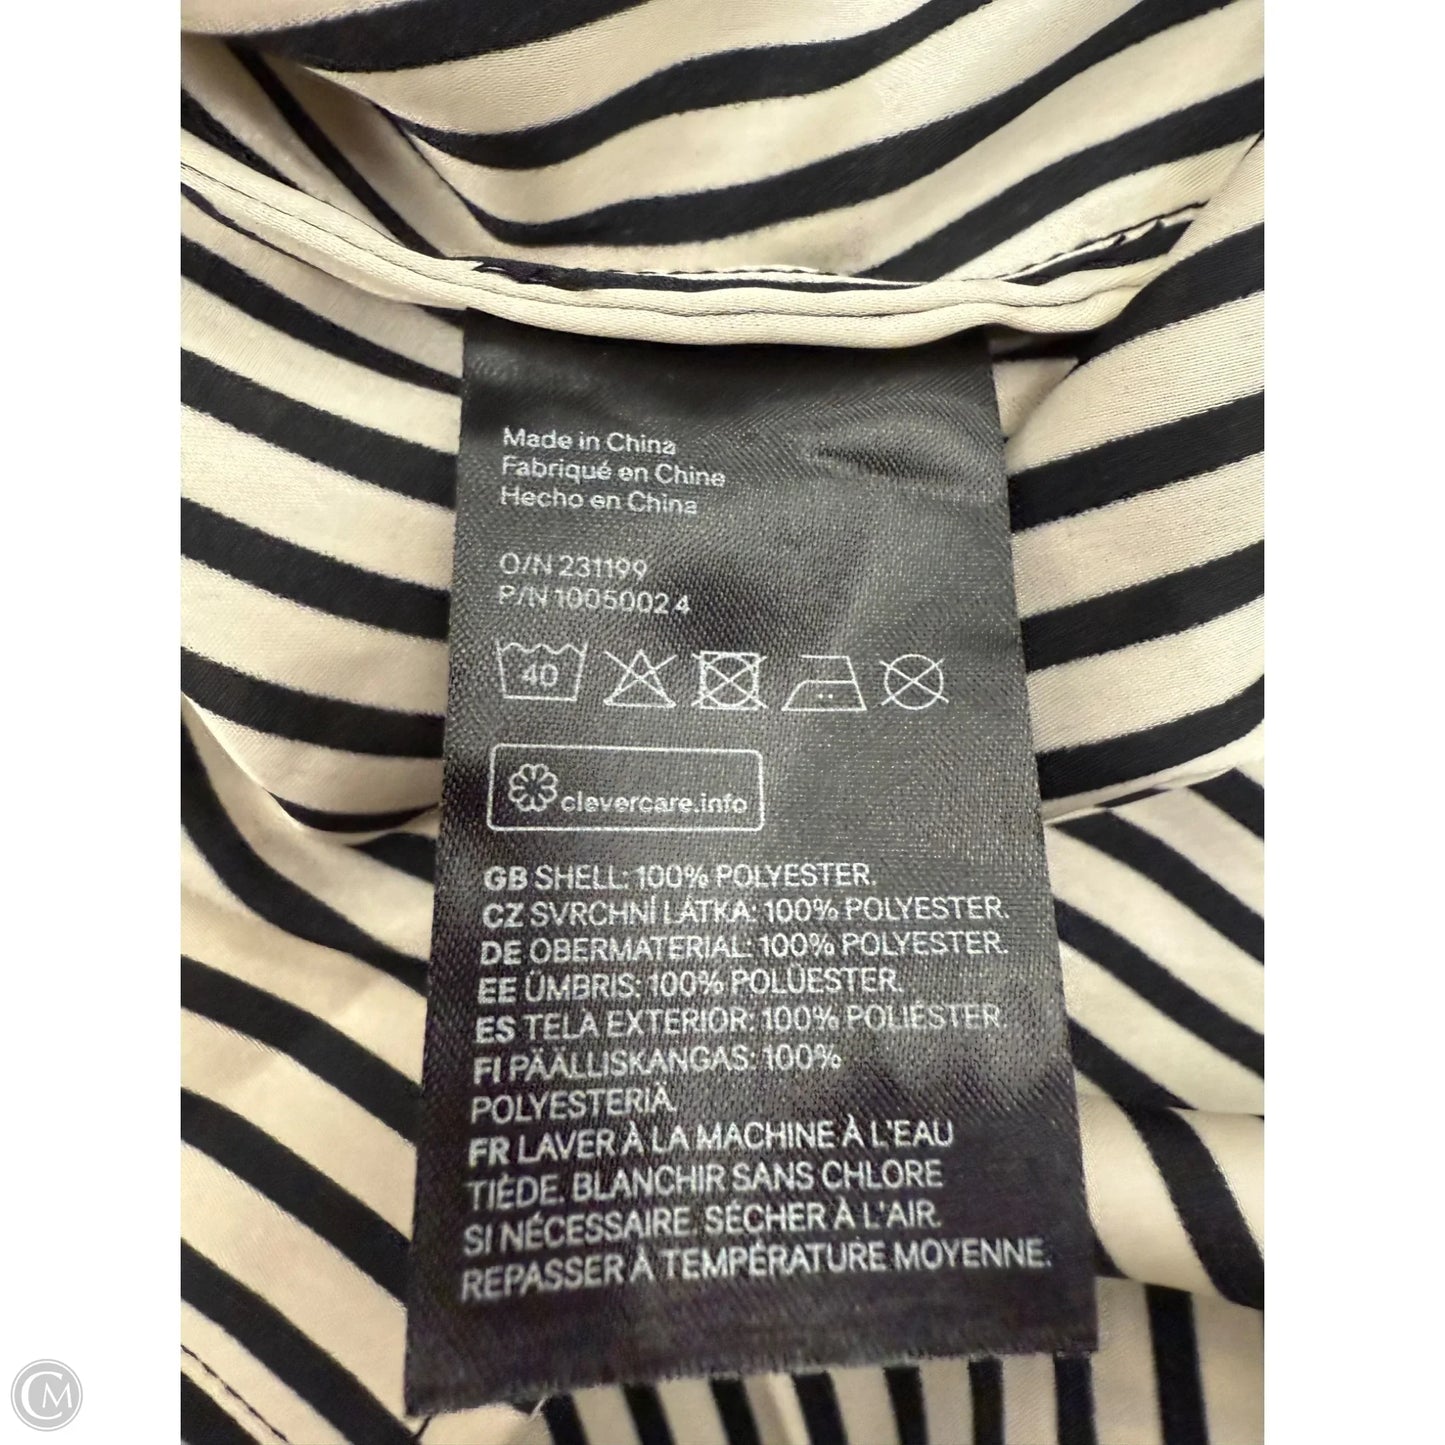 Made in China
Fabriqué en Chine
Hecho en China
O/N 231199
P/N 10050024
40
clevercare.info
GB SHELL: 100% POLYESTER.
CZ SVRCHNÍ LÁTKA: 100% POLYESTER.
DE OBERMATERIAL: 100% POLYESTER.
EE ÜMBRIS: 100% POLÜESTER.
ES TELA EXTERIOR: 100% POLIÉSTER.
FI PÄÄLLISKANGAS: 100%
POLYESTERIÄ.
FR LAVER À LA MACHINE À L'EAU
TIÈDE. BLANCHIR SANS CHLORE
SI NÉCESSAIRE. SÉCHER À L'AIR.
REPASSER À TEMPÉRATURE MOYENNE.
CM